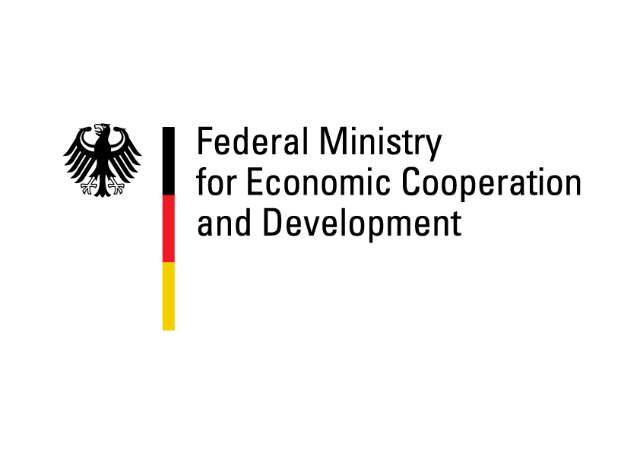 Federal Ministry
for Economic Cooperation
and Development